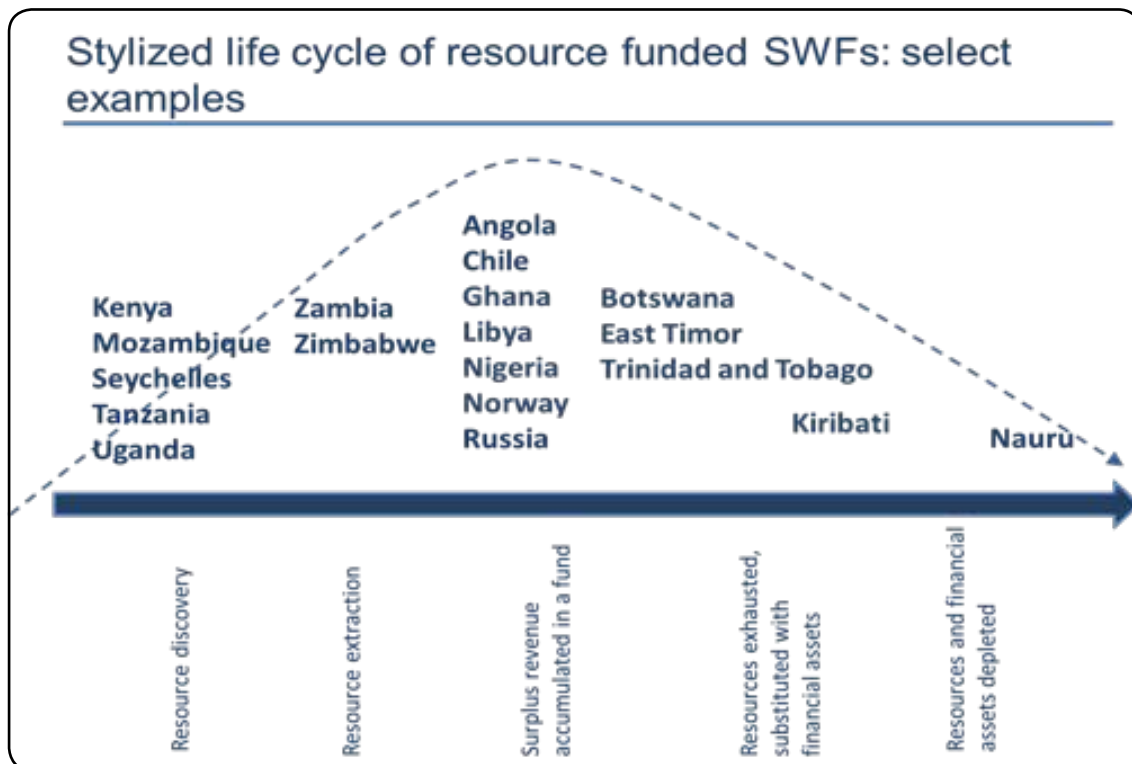 Stylized life cycle of resource funded SWFs: select
examples
Kenya
Mozambique
Seychelles
Tanzania
Uganda
Zambia
Zimbabwe
Angola
Chile
Ghana
Libya
Nigeria
Norway
Russia
Botswana
East Timor
Trinidad and Tobago
Kiribati
Nauru
Resource discovery
Resource extraction
Surplus revenue
accumulated in a fund
Resources exhausted,
substituted with
financial assets
Resources and financial
assets depleted